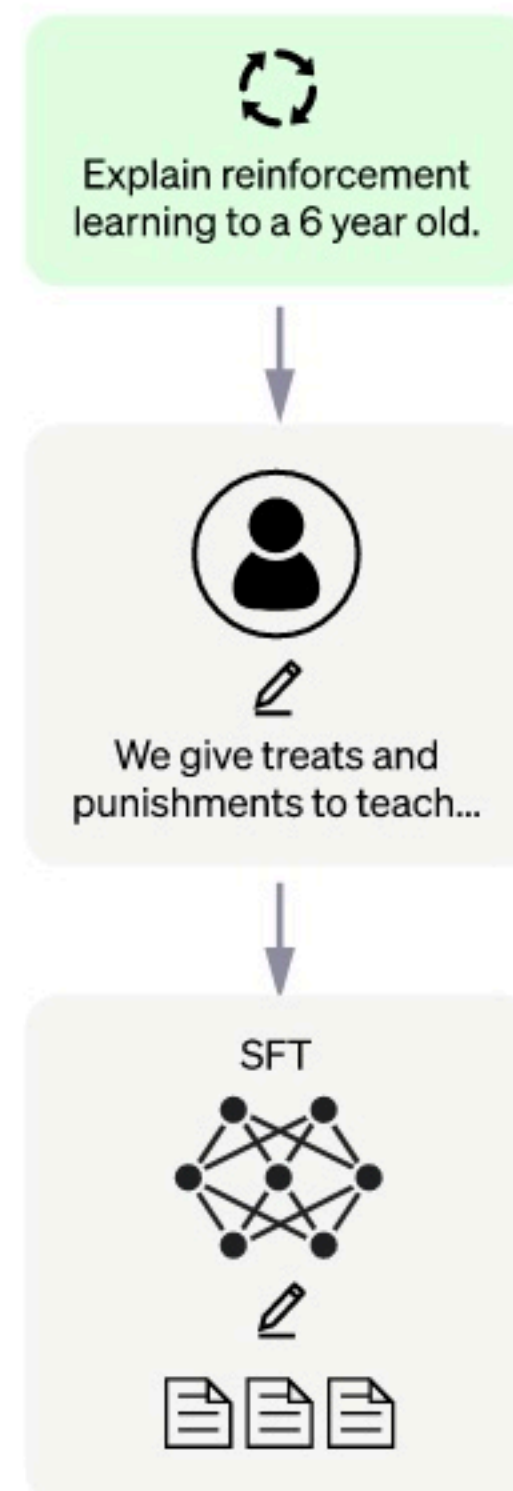 Explain reinforcement
learning to a 6 year old.
We give treats and
punishments to teach...
SFT